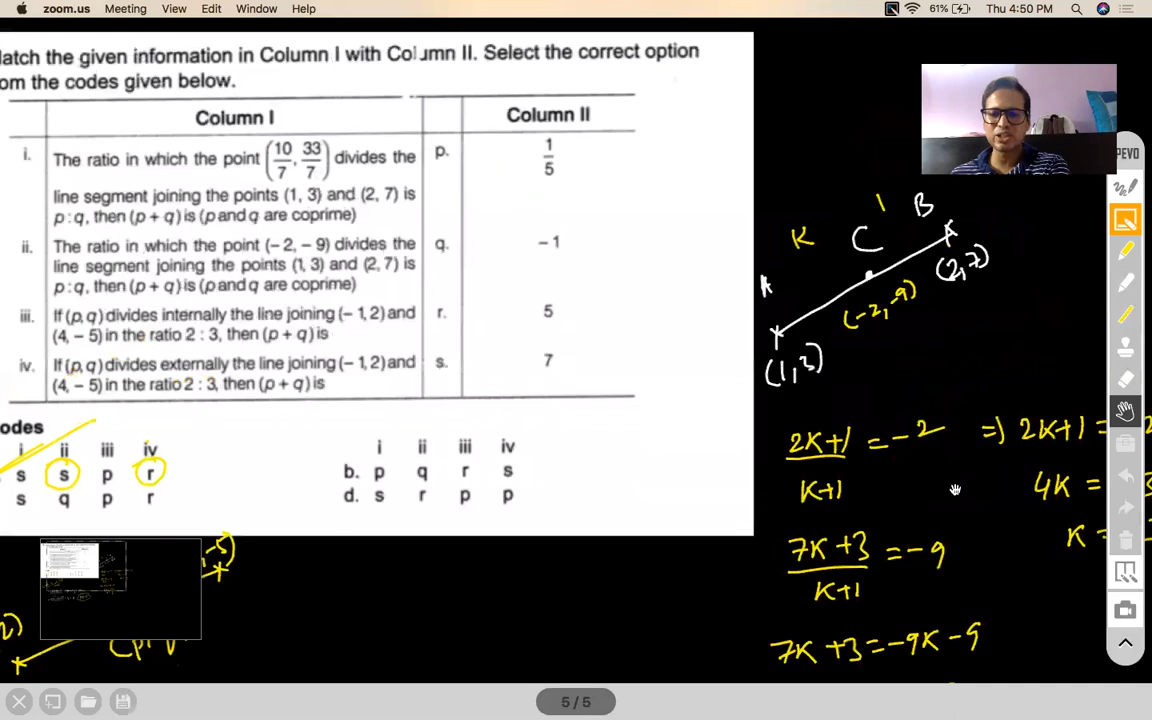 zoom.us Meeting View Edit Window Help
61% Thu 4:50 PM
latch the given information in Column I with Column II. Select the correct option
om the codes given below.
Column I Column II
i. The ratio in which the point (10/7, 33/7) divides the line segment joining the points (1, 3) and (2, 7) is p : q, then (p + q) is (p and q are coprime)
p. 1/5
ii. The ratio in which the point (– 2, – 9) divides the line segment joining the points (1, 3) and (2, 7) is p : q, then (p + q) is (p and q are coprime)
q. – 1
iii. If (p, q) divides internally the line joining (– 1, 2) and (4, – 5) in the ratio 2 : 3, then (p + q) is
r. 5
iv. If (p, q) divides externally the line joining (– 1, 2) and (4, – 5) in the ratio 2 : 3, then (p + q) is
s. 7
odes
i ii iii iv
s s p r
s q p r
i ii iii iv
b. p q r s
d. s r p p
PEVO
K
1
A
C
B
(1,3)
(-2,-9)
(2,7)
2K+1/K+1 = -2
=) 2K+1 =
4K =
K =
7K+3/K+1 = -9
7K+3 = -9K-9
-5)
2)
(p,
5 / 5